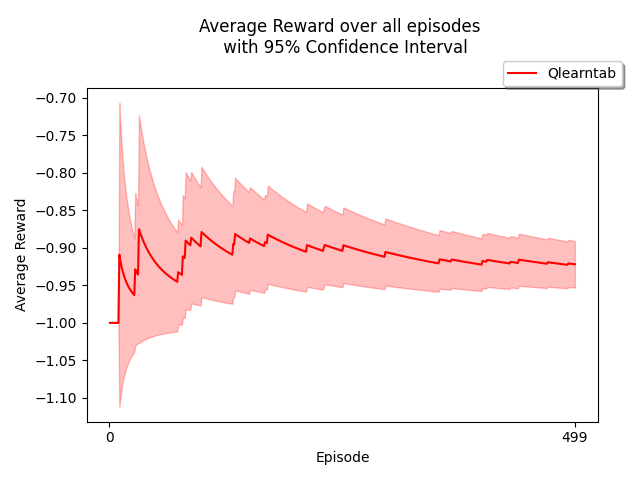 Average Reward over all episodes
with 95% Confidence Interval
Qlearntab
−0.70
−0.75
−0.80
−0.85
−0.90
−0.95
−1.00
−1.05
−1.10
Average Reward
0
499
Episode